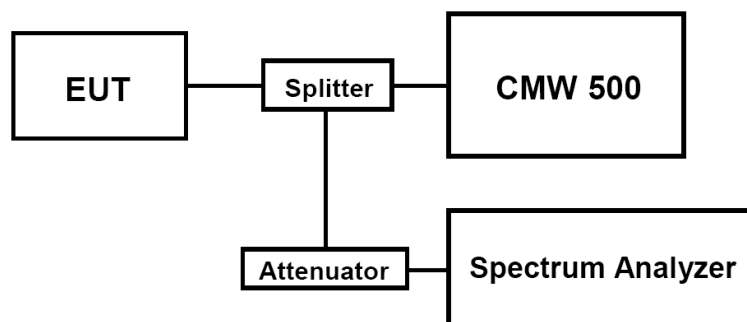 EUT
Splitter
CMW 500
Attenuator
Spectrum Analyzer